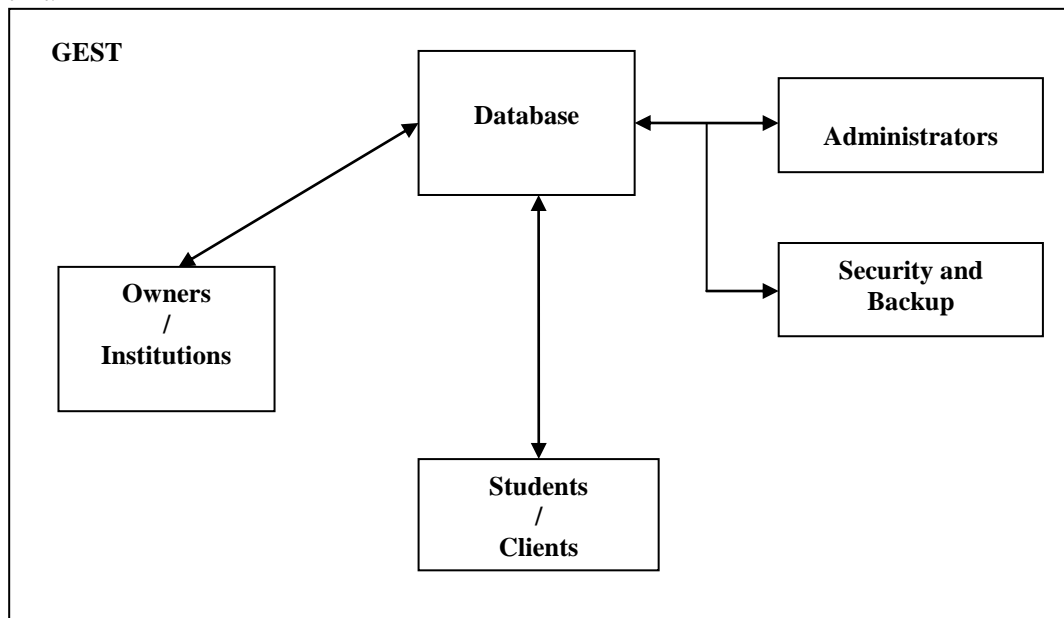 GEST
Database
Administrators
Security and
Backup
Owners
/
Institutions
Students
/
Clients